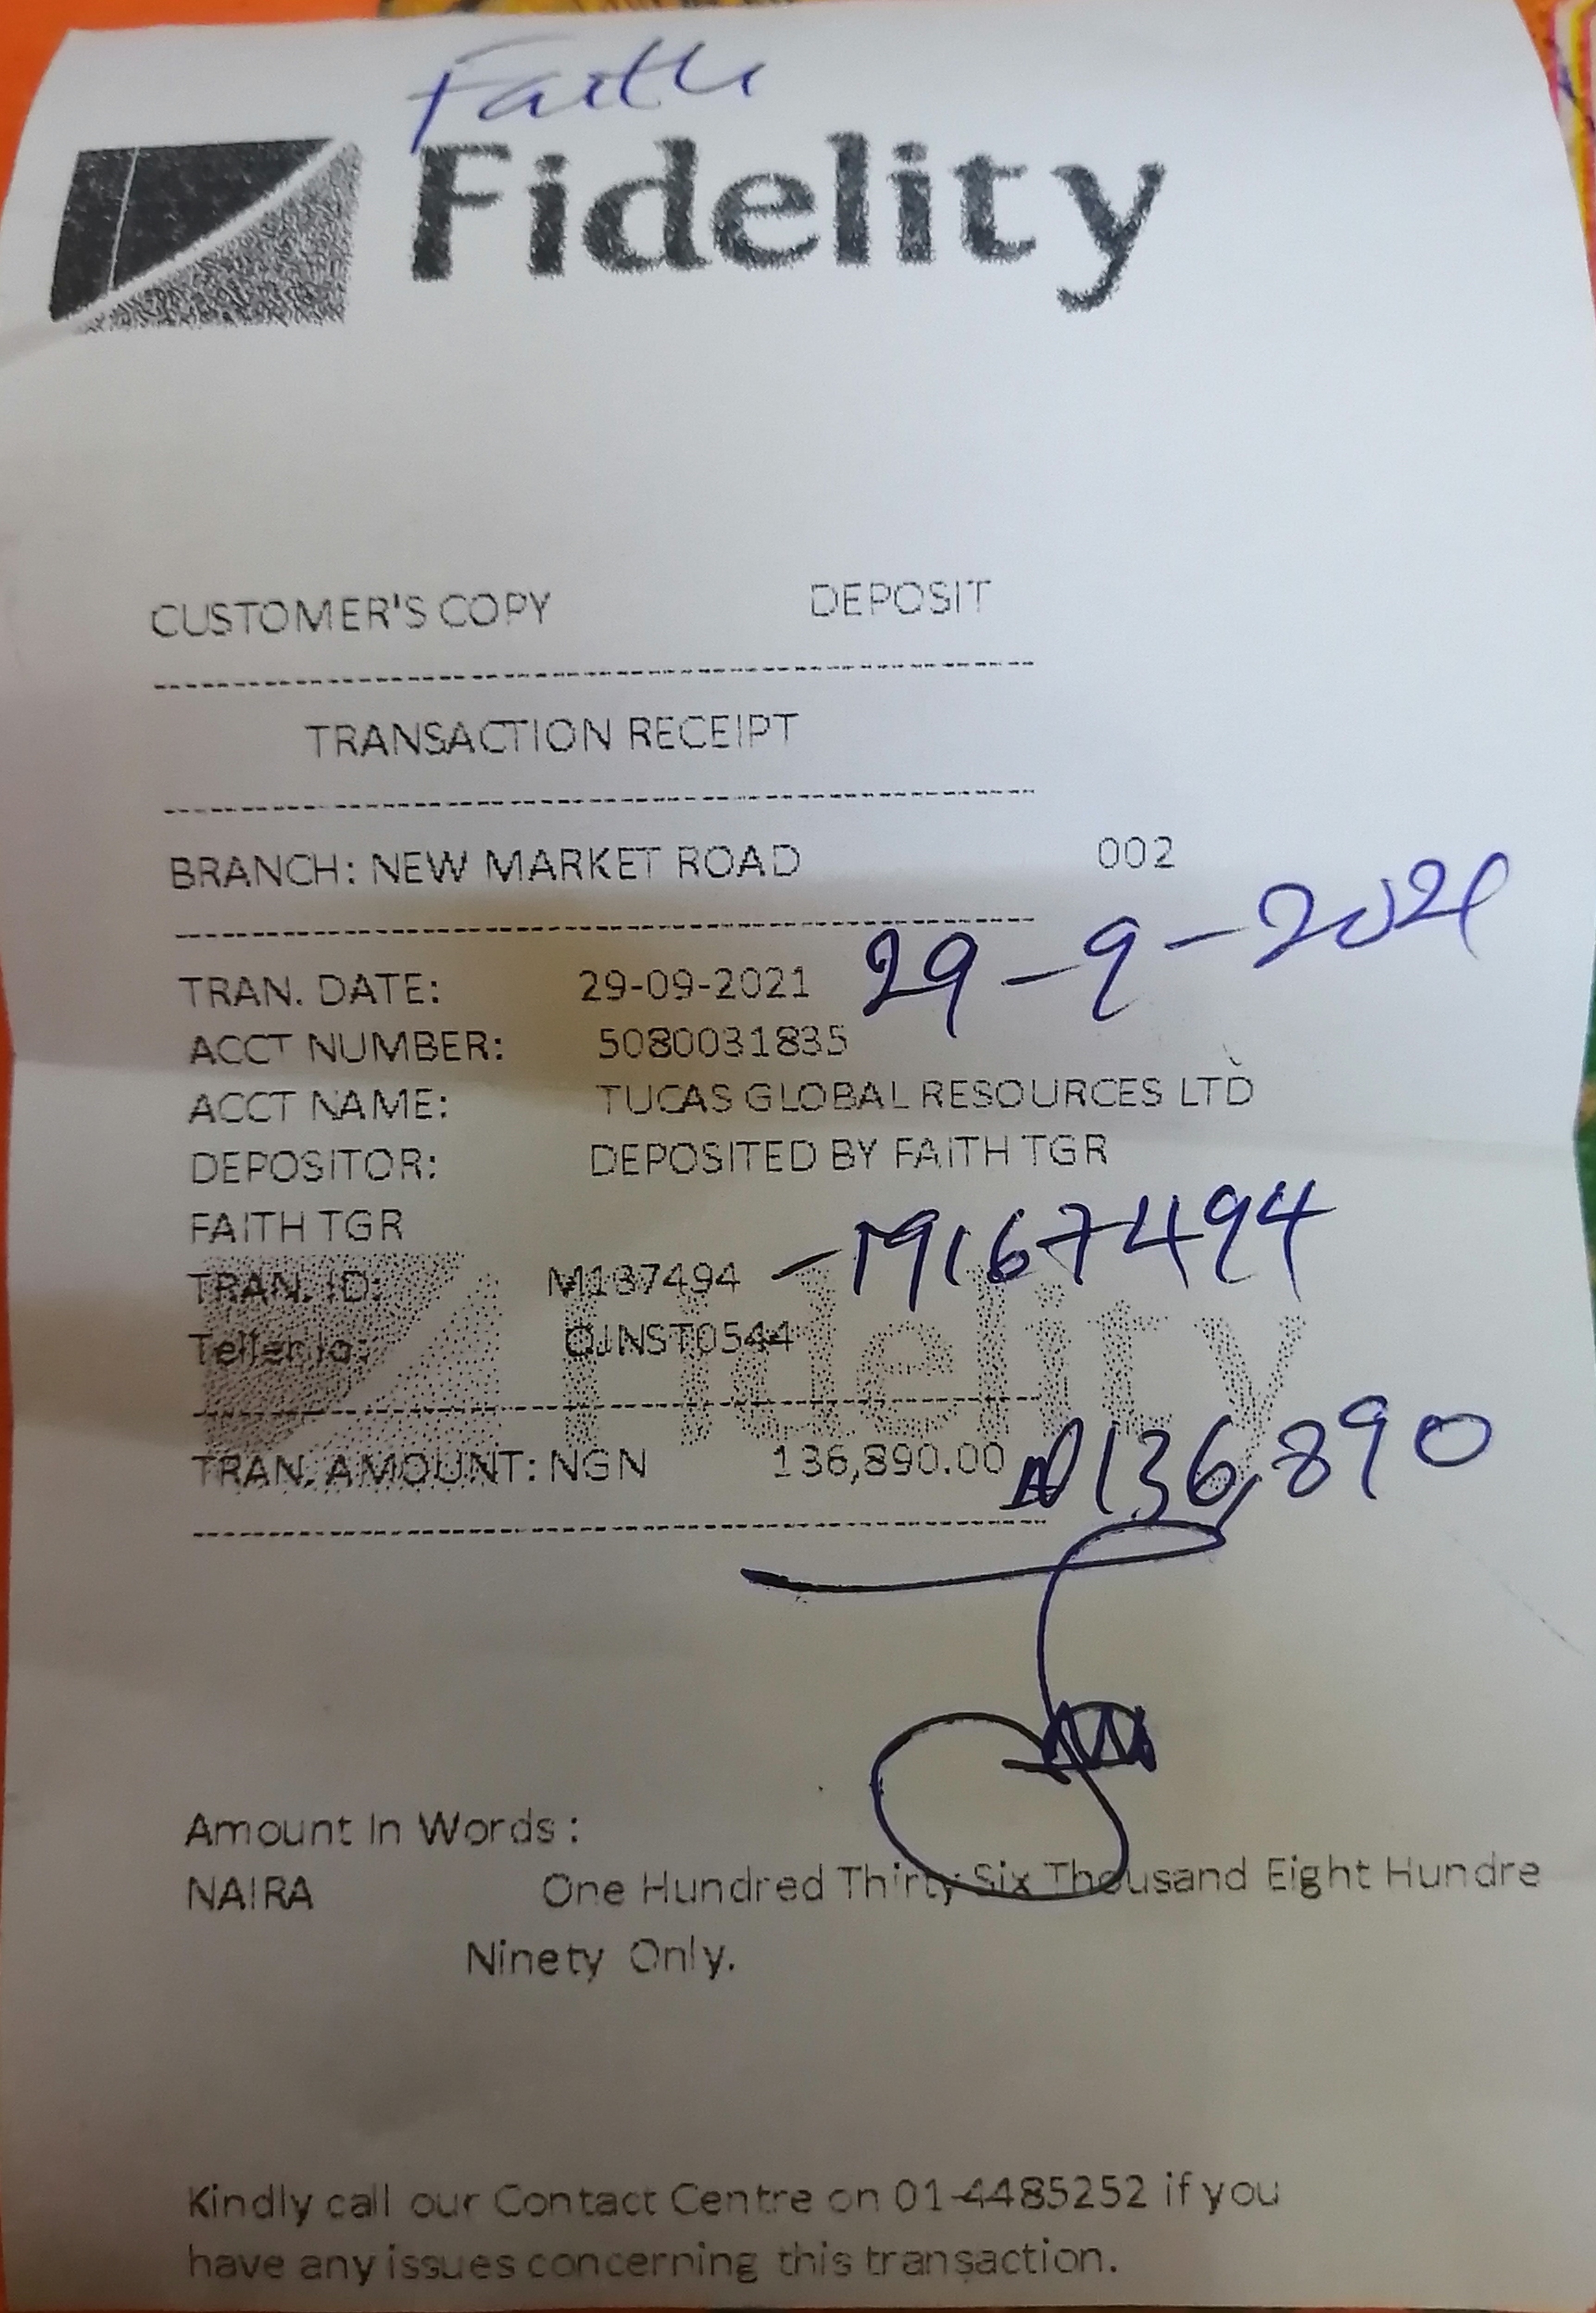 Faith
Fidelity
CUSTOMER'S COPY DEPOSIT
TRANSACTION RECEIPT
BRANCH: NEW MARKET ROAD 002
TRAN. DATE: 29-09-2021 29-9-2021
ACCT NUMBER: 5080031835
ACCT NAME: TUCAS GLOBAL RESOURCES LTD
DEPOSITOR: DEPOSITED BY FAITH TGR
FAITH TGR
TRAN. ID: M167494 - M167494
Teller Id: OJNST0544
Fidelity
TRAN. AMOUNT: NGN 136,890.00 ₦136,890
Amount In Words :
NAIRA One Hundred Thirty Six Thousand Eight Hundre
Ninety Only.
Kindly call our Contact Centre on 01-4485252 if you
have any issues concerning this transaction.